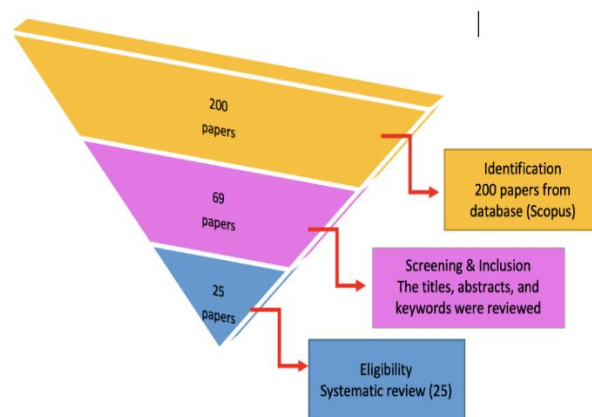 200
papers
69
papers
25
papers
Identification
200 papers from
database (Scopus)
Screening & Inclusion
The titles, abstracts, and
keywords were reviewed
Eligibility
Systematic review (25)